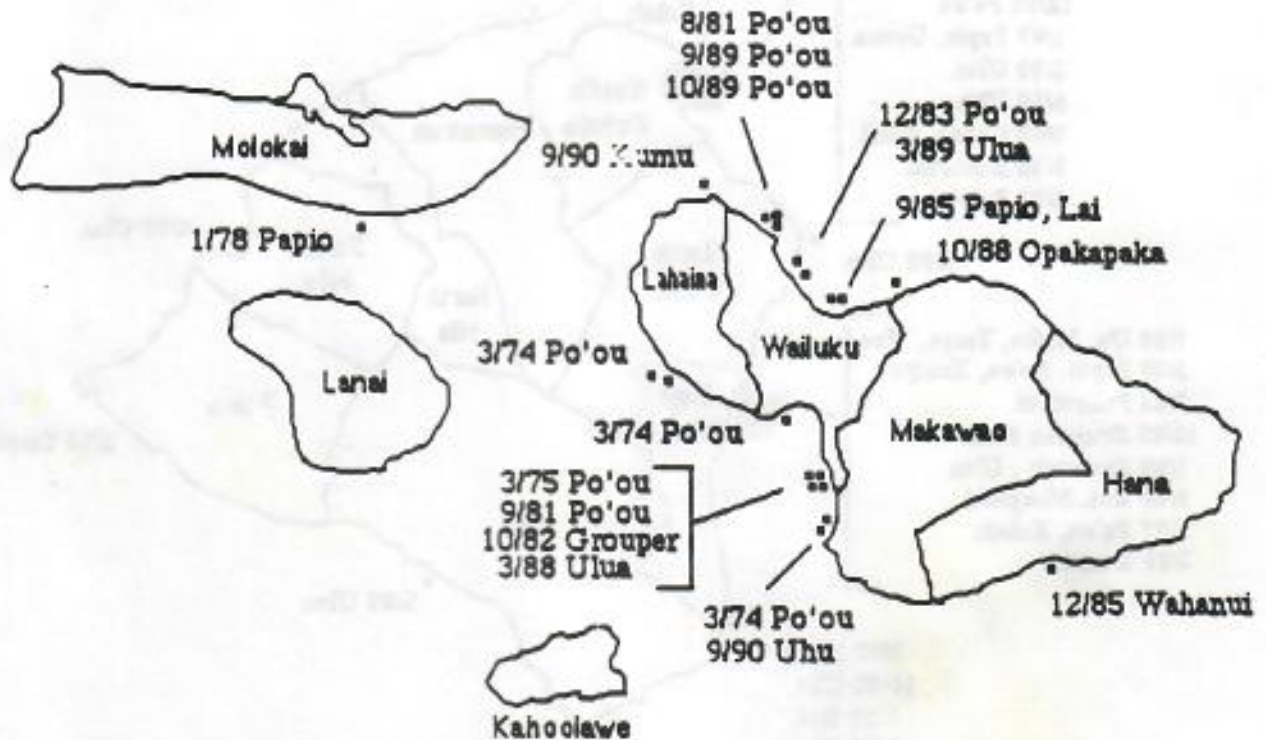 8/81 Po'ou
9/89 Po'ou
10/89 Po'ou
12/83 Po'ou
3/89 Ulua
Molokai
9/90 Kumu
9/85 Papio, Lai
1/78 Papio
10/88 Opakapaka
Lahaina
Wailuku
3/74 Po'ou
Lanai
3/74 Po'ou
Makawao
Hana
3/75 Po'ou
9/81 Po'ou
10/82 Grouper
3/88 Ulua
12/85 Wahanui
3/74 Po'ou
9/90 Uhu
Kahoolawe